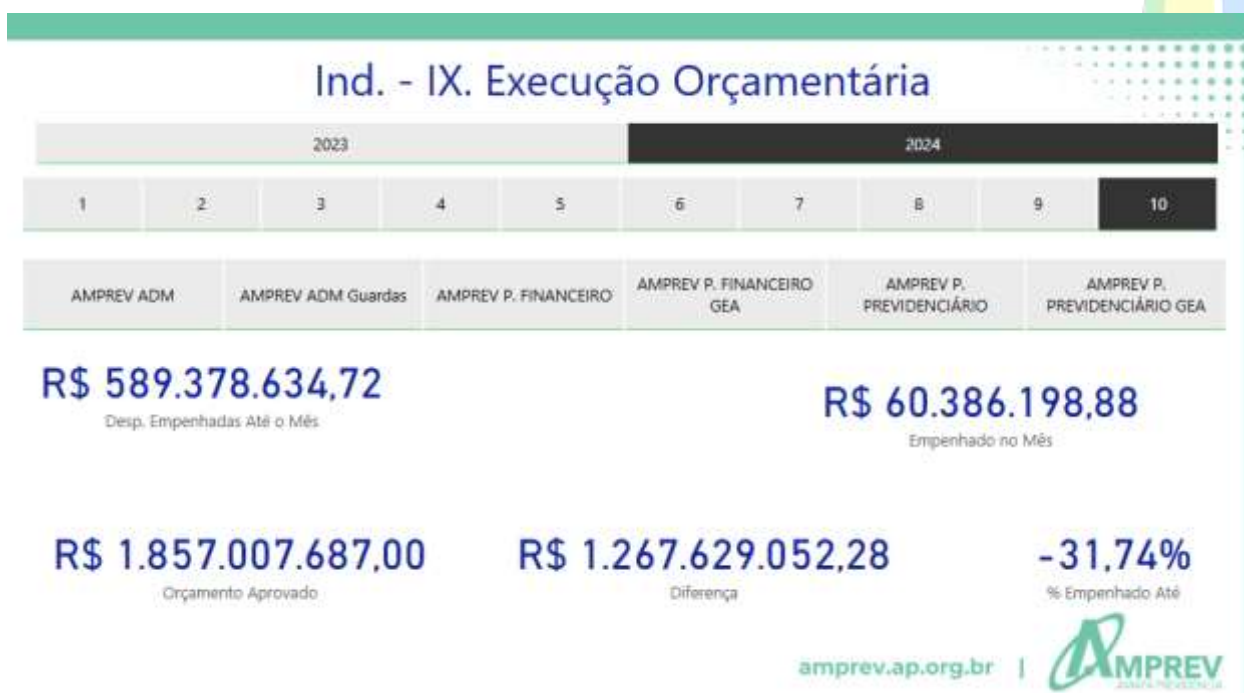 Ind. - IX. Execução Orçamentária
2023 2024
1 2 3 4 5 6 7 8 9 10
AMPREV ADM
AMPREV ADM Guardas
AMPREV P. FINANCEIRO
AMPREV P. FINANCEIRO
GEA
AMPREV P.
PREVIDENCIÁRIO
AMPREV P.
PREVIDENCIÁRIO GEA
R$ 589.378.634,72
Desp. Empenhadas Até o Mês
R$ 60.386.198,88
Empenhado no Mês
R$ 1.857.007.687,00
Orçamento Aprovado
R$ 1.267.629.052,28
Diferença
-31,74%
% Empenhado Até
amprev.ap.org.br |
AMPREV